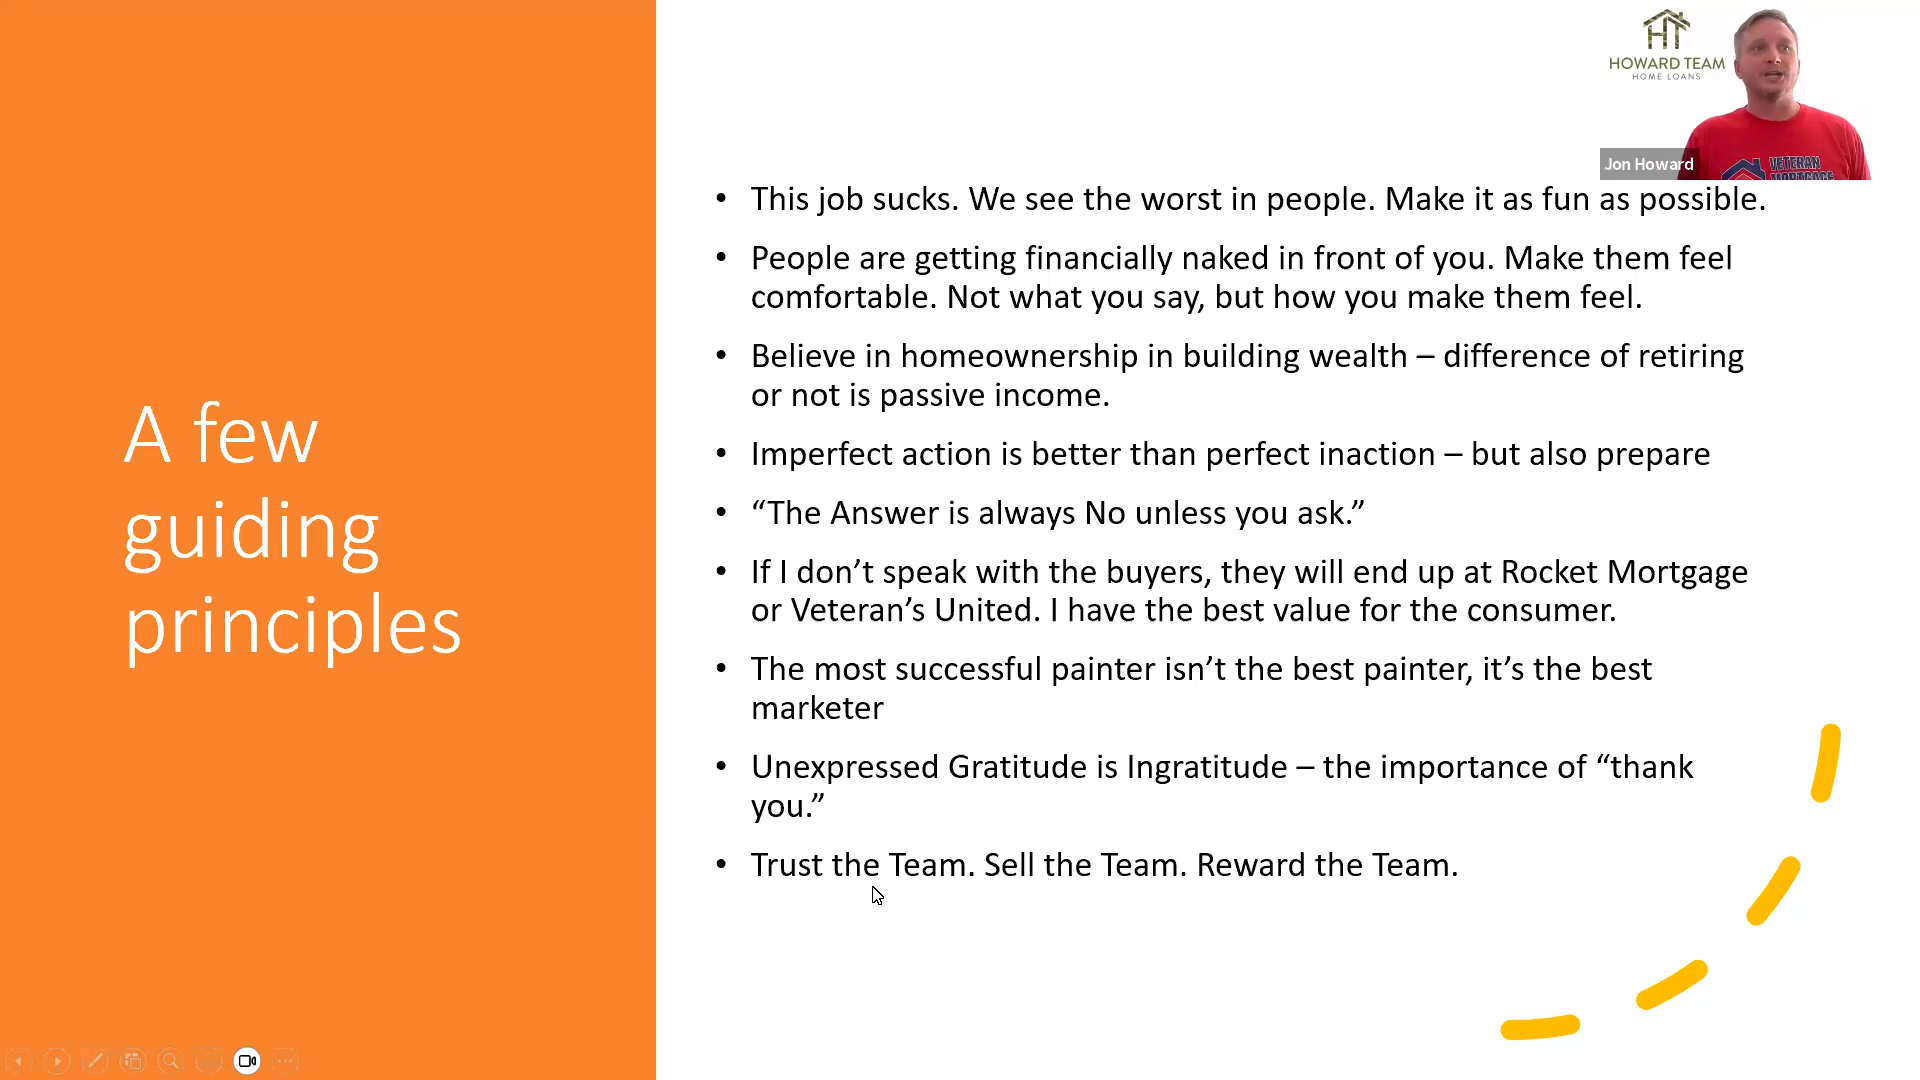 HT
HOWARD TEAM
HOME LOANS
Jon Howard
VETERAN
MORTGAGE
A few
guiding
principles
• This job sucks. We see the worst in people. Make it as fun as possible.
• People are getting financially naked in front of you. Make them feel
comfortable. Not what you say, but how you make them feel.
• Believe in homeownership in building wealth – difference of retiring
or not is passive income.
• Imperfect action is better than perfect inaction – but also prepare
• “The Answer is always No unless you ask.”
• If I don’t speak with the buyers, they will end up at Rocket Mortgage
or Veteran’s United. I have the best value for the consumer.
• The most successful painter isn’t the best painter, it’s the best
marketer
• Unexpressed Gratitude is Ingratitude – the importance of “thank
you.”
• Trust the Team. Sell the Team. Reward the Team.